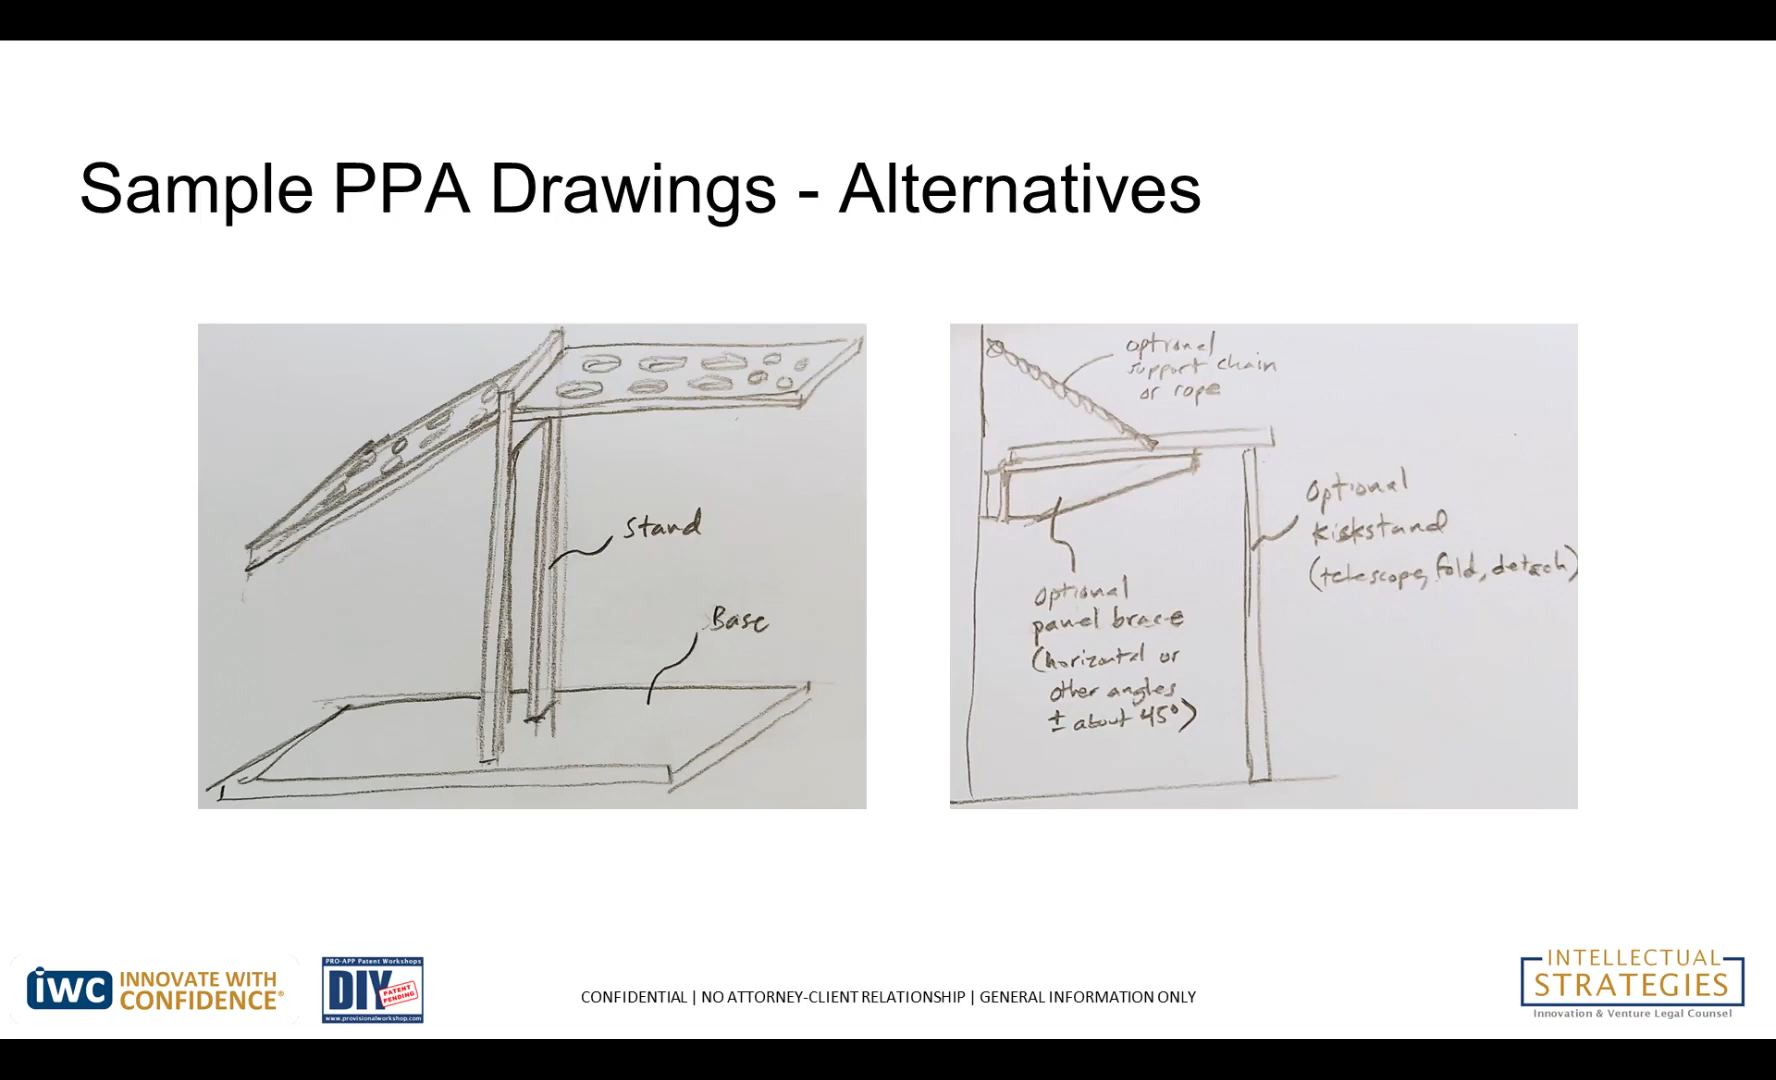 Sample PPA Drawings - Alternatives
Stand
Base
optional
support chain
or rope
optional
kickstand
(telescope, fold, detach)
optional
panel brace
(horizontal or
other angles
± about 45°)
iwc INNOVATE WITH
CONFIDENCE®
PRO-APP Patent Workshops
DIY
PATENT
PENDING
www.provisionalworkshop.com
CONFIDENTIAL | NO ATTORNEY-CLIENT RELATIONSHIP | GENERAL INFORMATION ONLY
INTELLECTUAL
STRATEGIES
Innovation & Venture Legal Counsel